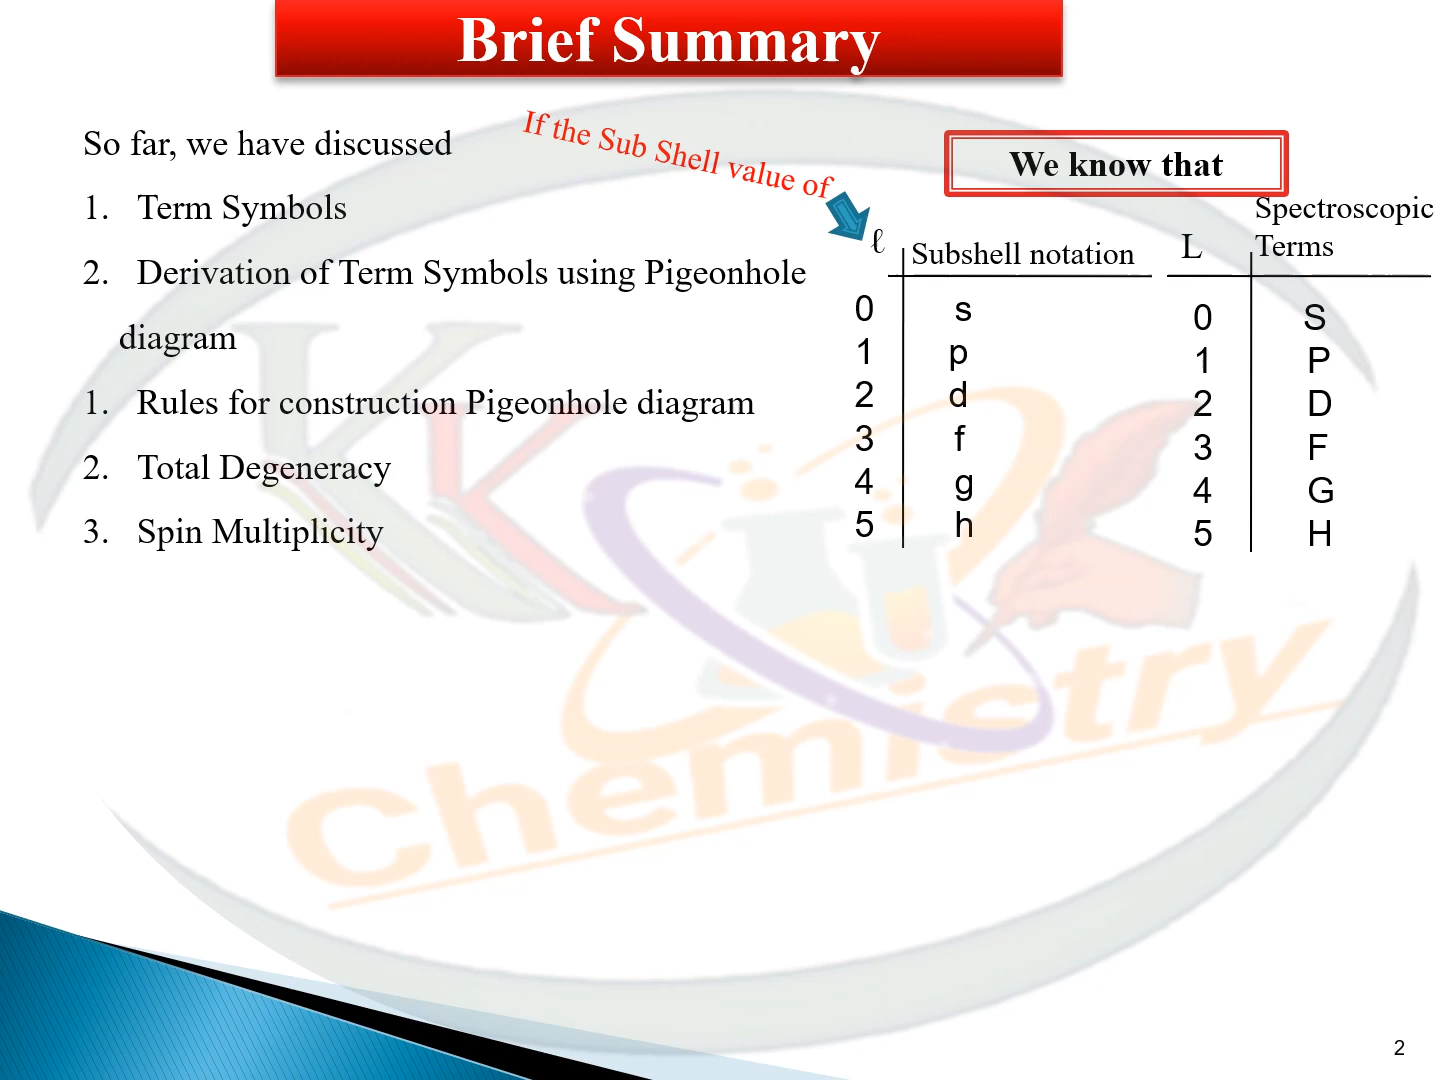 Brief Summary
So far, we have discussed
1. Term Symbols
2. Derivation of Term Symbols using Pigeonhole
diagram
1. Rules for construction Pigeonhole diagram
2. Total Degeneracy
3. Spin Multiplicity
If the Sub Shell value of
We know that
ℓ Subshell notation
0 s
1 p
2 d
3 f
4 g
5 h
Spectroscopic
L Terms
0 S
1 P
2 D
3 F
4 G
5 H
KK
Chemistry
2